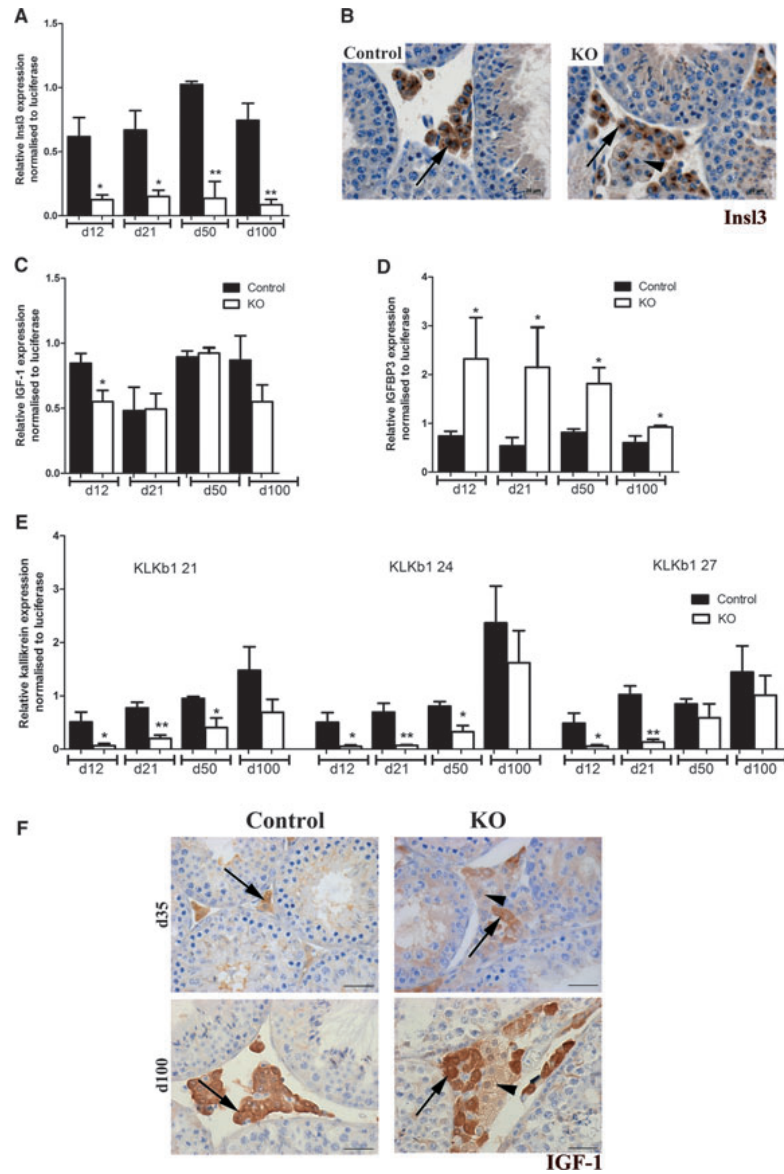 A
Relative Insl3 expression
normalised to luciferase
1.5
1.0
0.5
0.0
* * ** **
d12 d21 d50 d100
B
Control
KO
Insl3
C
Relative IGF-1 expression
normalised to luciferase
1.5
1.0
0.5
0.0
Control
KO
*
d12 d21 d50 d100
D
Relative IGFBP3 expression
normalised to luciferase
4
3
2
1
0
Control
KO
* * * *
d12 d21 d50 d100
E
Relative kallikrein expression
normalised to luciferase
4
3
2
1
0
KLKb1 21
KLKb1 24
KLKb1 27
Control
KO
* ** * * ** * * **
d12 d21 d50 d100 d12 d21 d50 d100 d12 d21 d50 d100
F
Control
KO
d35
d100
IGF-1